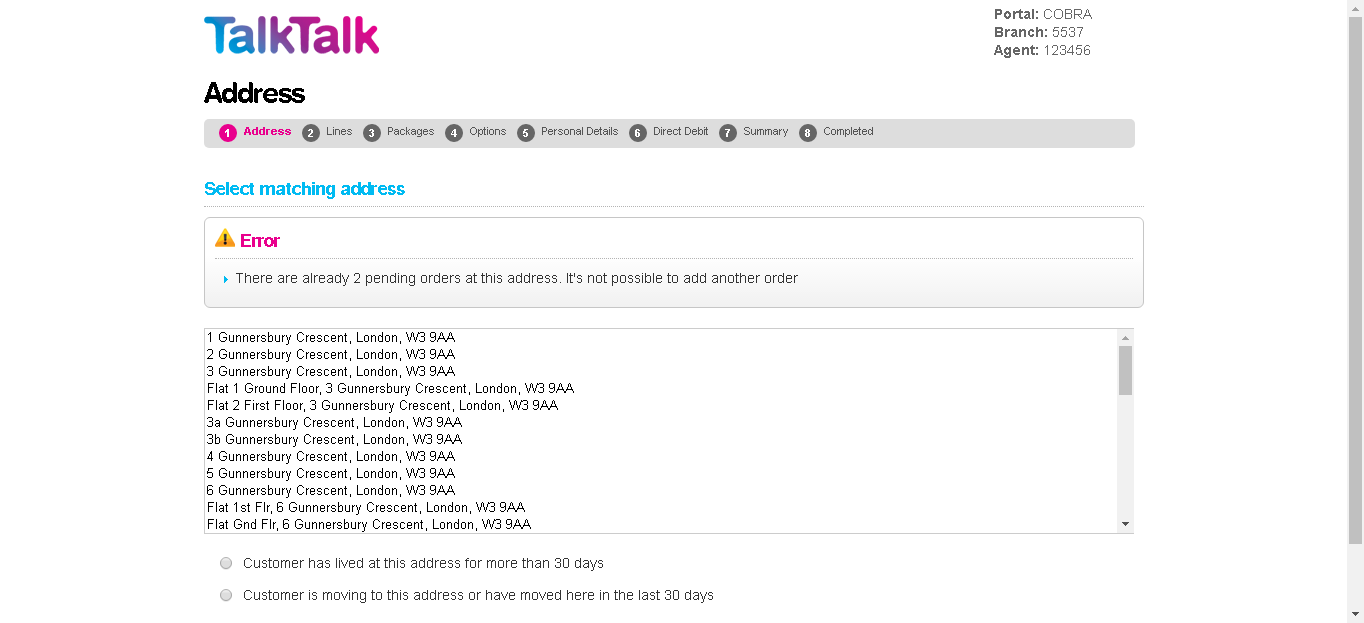 TalkTalk
Portal: COBRA
Branch: 5537
Agent: 123456
Address
1 Address 2 Lines 3 Packages 4 Options 5 Personal Details 6 Direct Debit 7 Summary 8 Completed
Select matching address
Error
There are already 2 pending orders at this address. It's not possible to add another order
1 Gunnersbury Crescent, London, W3 9AA
2 Gunnersbury Crescent, London, W3 9AA
3 Gunnersbury Crescent, London, W3 9AA
Flat 1 Ground Floor, 3 Gunnersbury Crescent, London, W3 9AA
Flat 2 First Floor, 3 Gunnersbury Crescent, London, W3 9AA
3a Gunnersbury Crescent, London, W3 9AA
3b Gunnersbury Crescent, London, W3 9AA
4 Gunnersbury Crescent, London, W3 9AA
5 Gunnersbury Crescent, London, W3 9AA
6 Gunnersbury Crescent, London, W3 9AA
Flat 1st Flr, 6 Gunnersbury Crescent, London, W3 9AA
Flat Gnd Flr, 6 Gunnersbury Crescent, London, W3 9AA
Customer has lived at this address for more than 30 days
Customer is moving to this address or have moved here in the last 30 days